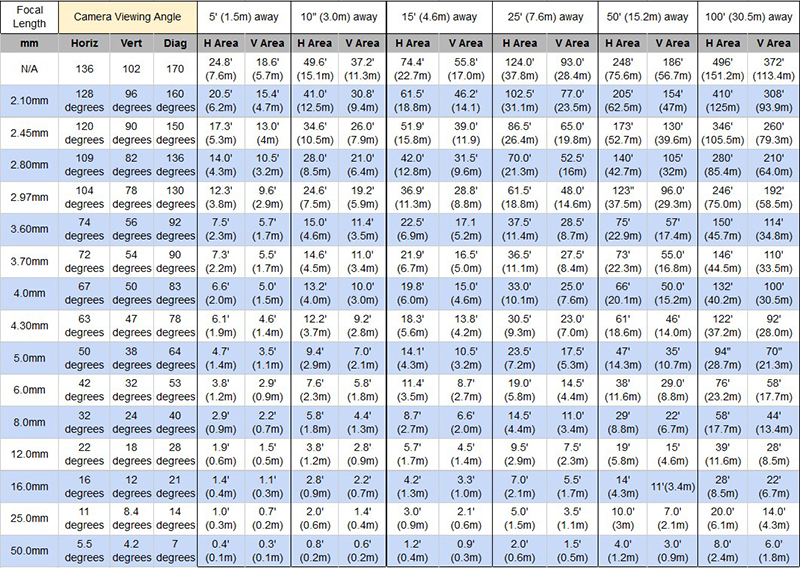 Focal Length Camera Viewing Angle 5' (1.5m) away 10" (3.0m) away 15' (4.6m) away 25' (7.6m) away 50' (15.2m) away 100' (30.5m) away
mm Horiz Vert Diag H Area V Area H Area V Area H Area V Area H Area V Area H Area V Area H Area V Area
N/A 136 102 170 24.8' 18.6' 49.6' 37.2' 74.4' 55.8' 124.0' 93.0' 248' 186' 496' 372'
(7.6m) (5.7m) (15.1m) (11.3m) (22.7m) (17.0m) (37.8m) (28.4m) (75.6m) (56.7m) (151.2m) (113.4m)
2.10mm 128 96 160 20.5' 15.4' 41.0' 30.8' 61.5' 46.2' 102.5' 77.0' 205' 154' 410' 308'
degrees degrees degrees (6.2m) (4.7m) (12.5m) (9.4m) (18.8m) (14.1) (31.1m) (23.5m) (62.5m) (47m) (125m) (93.9m)
2.45mm 120 90 150 17.3' 13.0' 34.6' 26.0' 51.9' 39.0' 86.5' 65.0' 173' 130' 346' 260'
degrees degrees degrees (5.3m) (4m) (10.5m) (7.9m) (15.8m) (11.9) (26.4m) (19.8m) (52.7m) (39.6m) (105.5m) (79.3m)
2.80mm 109 82 136 14.0' 10.5' 28.0' 21.0' 42.0' 31.5' 70.0' 52.5' 140' 105' 280' 210'
degrees degrees degrees (4.3m) (3.2m) (8.5m) (6.4m) (12.8m) (9.6m) (21.3m) (16m) (42.7m) (32m) (85.4m) (64.0m)
2.97mm 104 78 130 12.3' 9.6' 24.6' 19.2' 36.9' 28.8' 61.5' 48.0' 123" 96.0' 246' 192'
degrees degrees degrees (3.8m) (2.9m) (7.5m) (5.9m) (11.3m) (8.8m) (18.8m) (14.6m) (37.5m) (29.3m) (75.0m) (58.5m)
3.60mm 74 56 92 7.5' 5.7' 15.0' 11.4' 22.5' 17.1 37.5' 28.5' 75' 57' 150' 114'
degrees degrees degrees (2.3m) (1.7m) (4.6m) (3.5m) (6.9m) (5.2m) (11.4m) (8.7m) (22.9m) (17.4m) (45.7m) (34.8m)
3.70mm 72 54 90 7.3' 5.5' 14.6' 11.0' 21.9' 16.5' 36.5' 27.5' 73' 55.0' 146' 110'
degrees degrees degrees (2.2m) (1.7m) (4.5m) (3.4m) (6.7m) (5.0m) (11.1m) (8.4m) (22.3m) (16.8m) (44.5m) (33.5m)
4.0mm 67 50 83 6.6' 5.0' 13.2' 10.0' 19.8' 15.0' 33.0' 25.0' 66' 50.0' 132' 100'
degrees degrees degrees (2.0m) (1.5m) (4.0m) (3.0m) (6.0m) (4.6m) (10.1m) (7.6m) (20.1m) (15.2m) (40.2m) (30.5m)
4.30mm 63 47 78 6.1' 4.6' 12.2' 9.2' 18.3' 13.8' 30.5' 23.0' 61' 46' 122' 92'
degrees degrees degrees (1.9m) (1.4m) (3.7m) (2.8m) (5.6m) (4.2m) (9.3m) (7.0m) (18.6m) (14.0m) (37.2m) (28.0m)
5.0mm 50 38 64 4.7' 3.5' 9.4' 7.0' 14.1' 10.5' 23.5' 17.5' 47' 35' 94" 70"
degrees degrees degrees (1.4m) (1.1m) (2.9m) (2.1m) (4.3m) (3.2m) (7.2m) (5.3m) (14.3m) (10.7m) (28.7m) (21.3m)
6.0mm 42 32 53 3.8' 2.9' 7.6' 5.8' 11.4' 8.7' 19.0' 14.5' 38' 29.0' 76' 58'
degrees degrees degrees (1.2m) (0.9m) (2.3m) (1.8m) (3.5m) (2.7m) (5.8m) (4.4m) (11.6m) (8.8m) (23.2m) (17.7m)
8.0mm 32 24 40 2.9' 2.2' 5.8' 4.4' 8.7' 6.6' 14.5' 11.0' 29' 22' 58' 44'
degrees degrees degrees (0.9m) (0.7m) (1.8m) (1.3m) (2.7m) (2.0m) (4.4m) (3.4m) (8.8m) (6.7m) (17.7m) (13.4m)
12.0mm 22 18 28 1.9' 1.5' 3.8' 2.8' 5.7' 4.5' 9.5' 7.5' 19' 15' 39' 28'
degrees degrees degrees (0.6m) (0.5m) (1.2m) (0.9m) (1.7m) (1.4m) (2.9m) (2.3m) (5.8m) (4.6m) (11.6m) (8.5m)
16.0mm 16 12 21 1.4' 1.1' 2.8' 2.2' 4.2' 3.3' 7.0' 5.5' 14' 11'(3.4m) 28' 22'
degrees degrees degrees (0.4m) (0.3m) (0.9m) (0.7m) (1.3m) (1.0m) (2.1m) (1.7m) (4.3m) (8.5m) (6.7m)
25.0mm 11 8.4 14 1.0' 0.7' 2.0' 1.4' 3.0' 2.1' 5.0' 3.5' 10.0' 7.0' 20.0' 14.0'
degrees degrees degrees (0.3m) (0.2m) (0.6m) (0.4m) (0.9m) (0.6m) (1.5m) (1.1m) (3m) (2.1m) (6.1m) (4.3m)
50.0mm 5.5 4.2 7 0.4' 0.3' 0.8' 0.6' 1.2' 0.9' 2.0' 1.5' 4.0' 3.0' 8.0' 6.0'
degrees degrees degrees (0.1m) (0.1m) (0.2m) (0.2m) (0.4m) (0.3m) (0.6m) (0.5m) (1.2m) (0.9m) (2.4m) (1.8m)